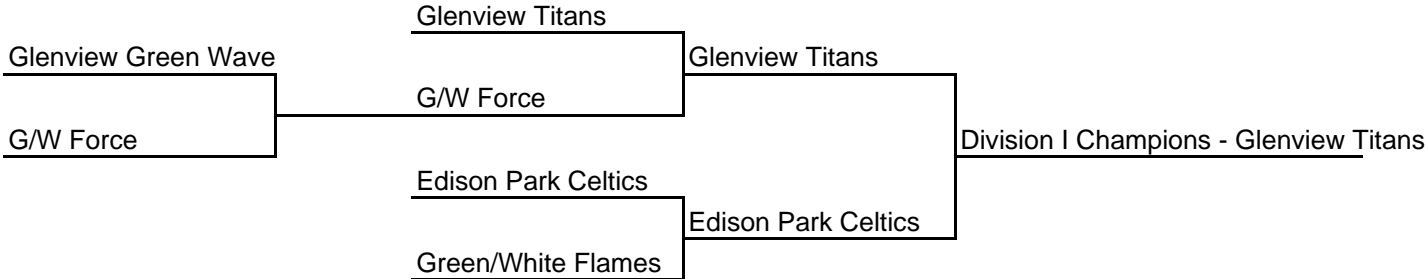 Glenview Titans
Glenview Green Wave
Glenview Titans
G/W Force
G/W Force
Division I Champions - Glenview Titans
Edison Park Celtics
Edison Park Celtics
Green/White Flames